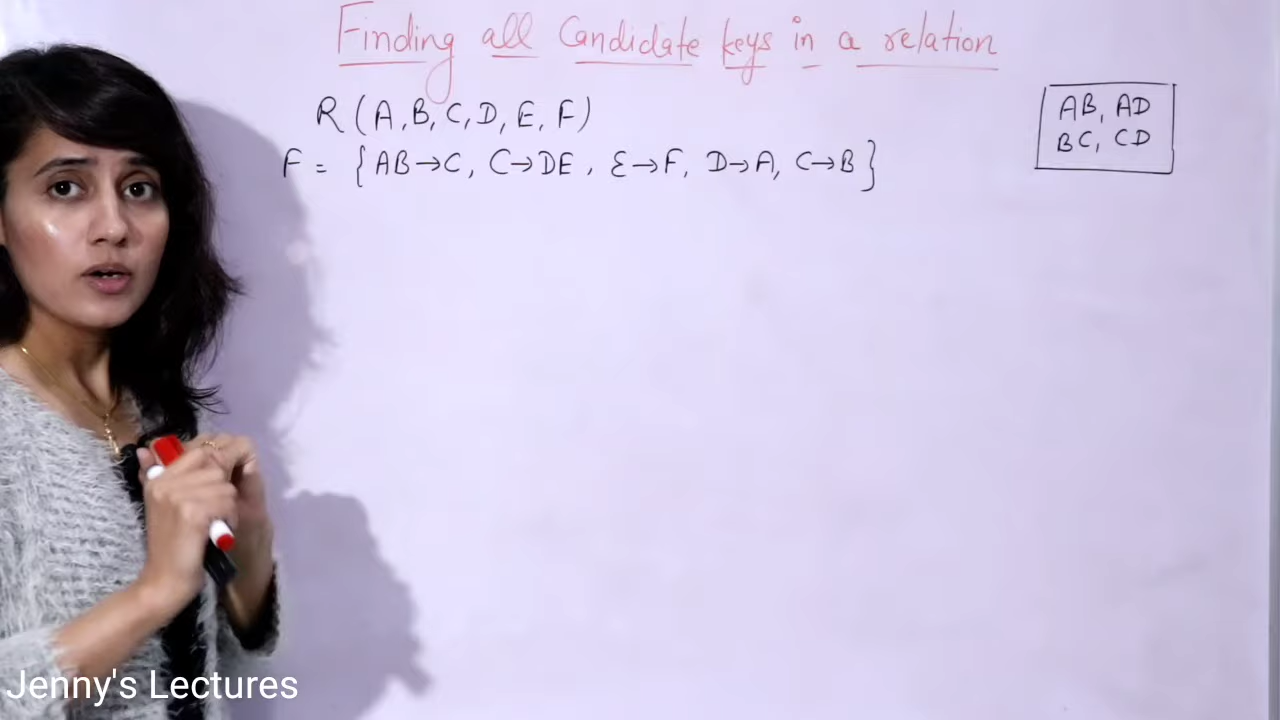 Finding all Candidate keys in a relation
R (A,B,C,D,E,F)
AB, AD
BC, CD
F = {AB→C, C→DE, E→F, D→A, C→B}
Jenny's Lectures